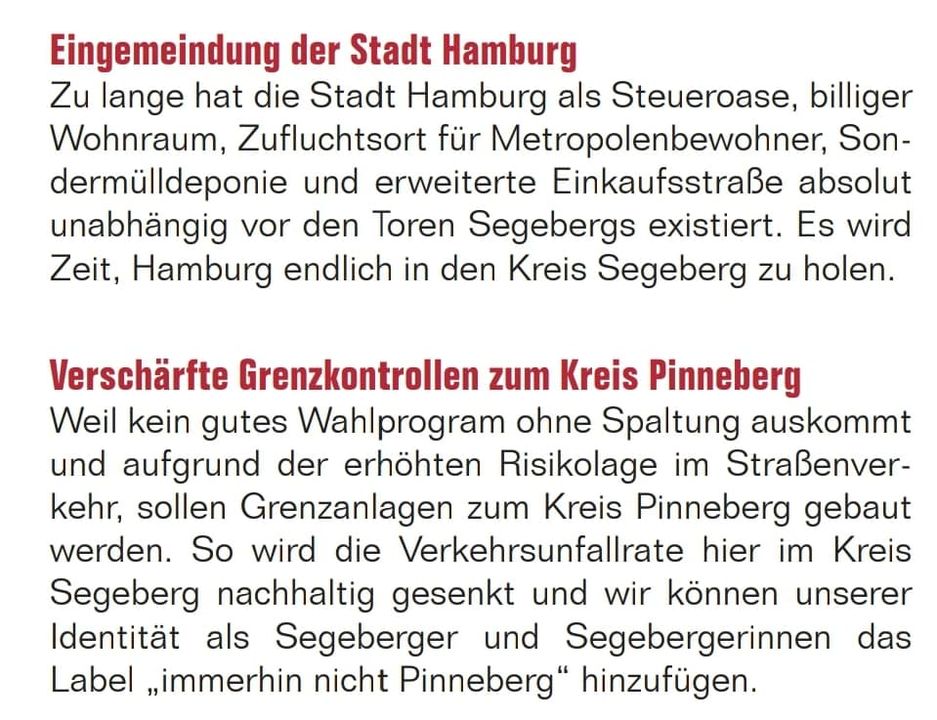 Eingemeindung der Stadt Hamburg
Zu lange hat die Stadt Hamburg als Steueroase, billiger
Wohnraum, Zufluchtsort für Metropolenbewohner, Son-
dermülldeponie und erweiterte Einkaufsstraße absolut
unabhängig vor den Toren Segebergs existiert. Es wird
Zeit, Hamburg endlich in den Kreis Segeberg zu holen.
Verschärfte Grenzkontrollen zum Kreis Pinneberg
Weil kein gutes Wahlprogram ohne Spaltung auskommt
und aufgrund der erhöhten Risikolage im Straßenver-
kehr, sollen Grenzanlagen zum Kreis Pinneberg gebaut
werden. So wird die Verkehrsunfallrate hier im Kreis
Segeberg nachhaltig gesenkt und wir können unserer
Identität als Segeberger und Segebergerinnen das
Label „immerhin nicht Pinneberg“ hinzufügen.